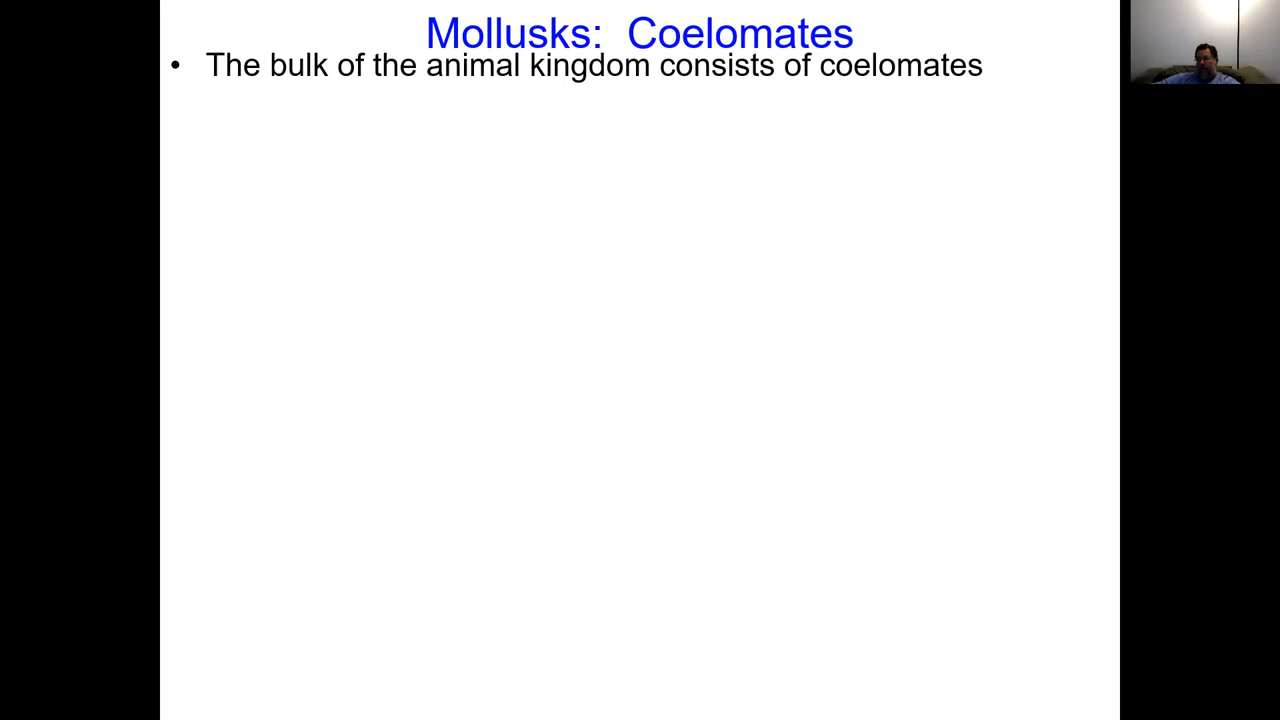 Mollusks:  Coelomates
• The bulk of the animal kingdom consists of coelomates